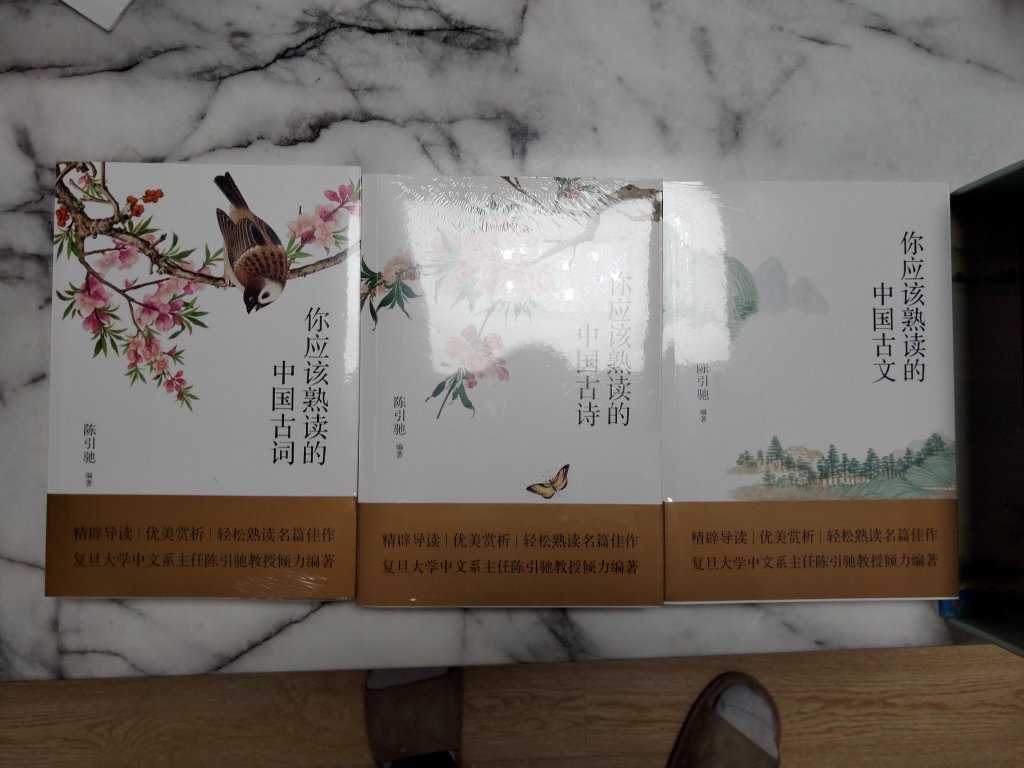 你应该熟读的
中国古词
陈引驰 编著
精辟导读|优美赏析|轻松熟读名篇佳作
复旦大学中文系主任陈引驰教授倾力编著
你应该熟读的
中国古诗
陈引驰 编著
精辟导读|优美赏析|轻松熟读名篇佳作
复旦大学中文系主任陈引驰教授倾力编著
你应该熟读的
中国古文
陈引驰 编著
精辟导读|优美赏析|轻松熟读名篇佳作
复旦大学中文系主任陈引驰教授倾力编著